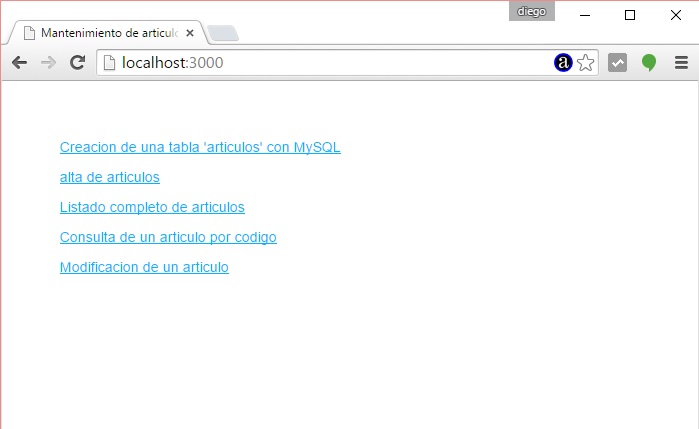 diego
Mantenimiento de articulo
localhost:3000
a
Creacion de una tabla 'articulos' con MySQL
alta de articulos
Listado completo de articulos
Consulta de un articulo por codigo
Modificacion de un articulo